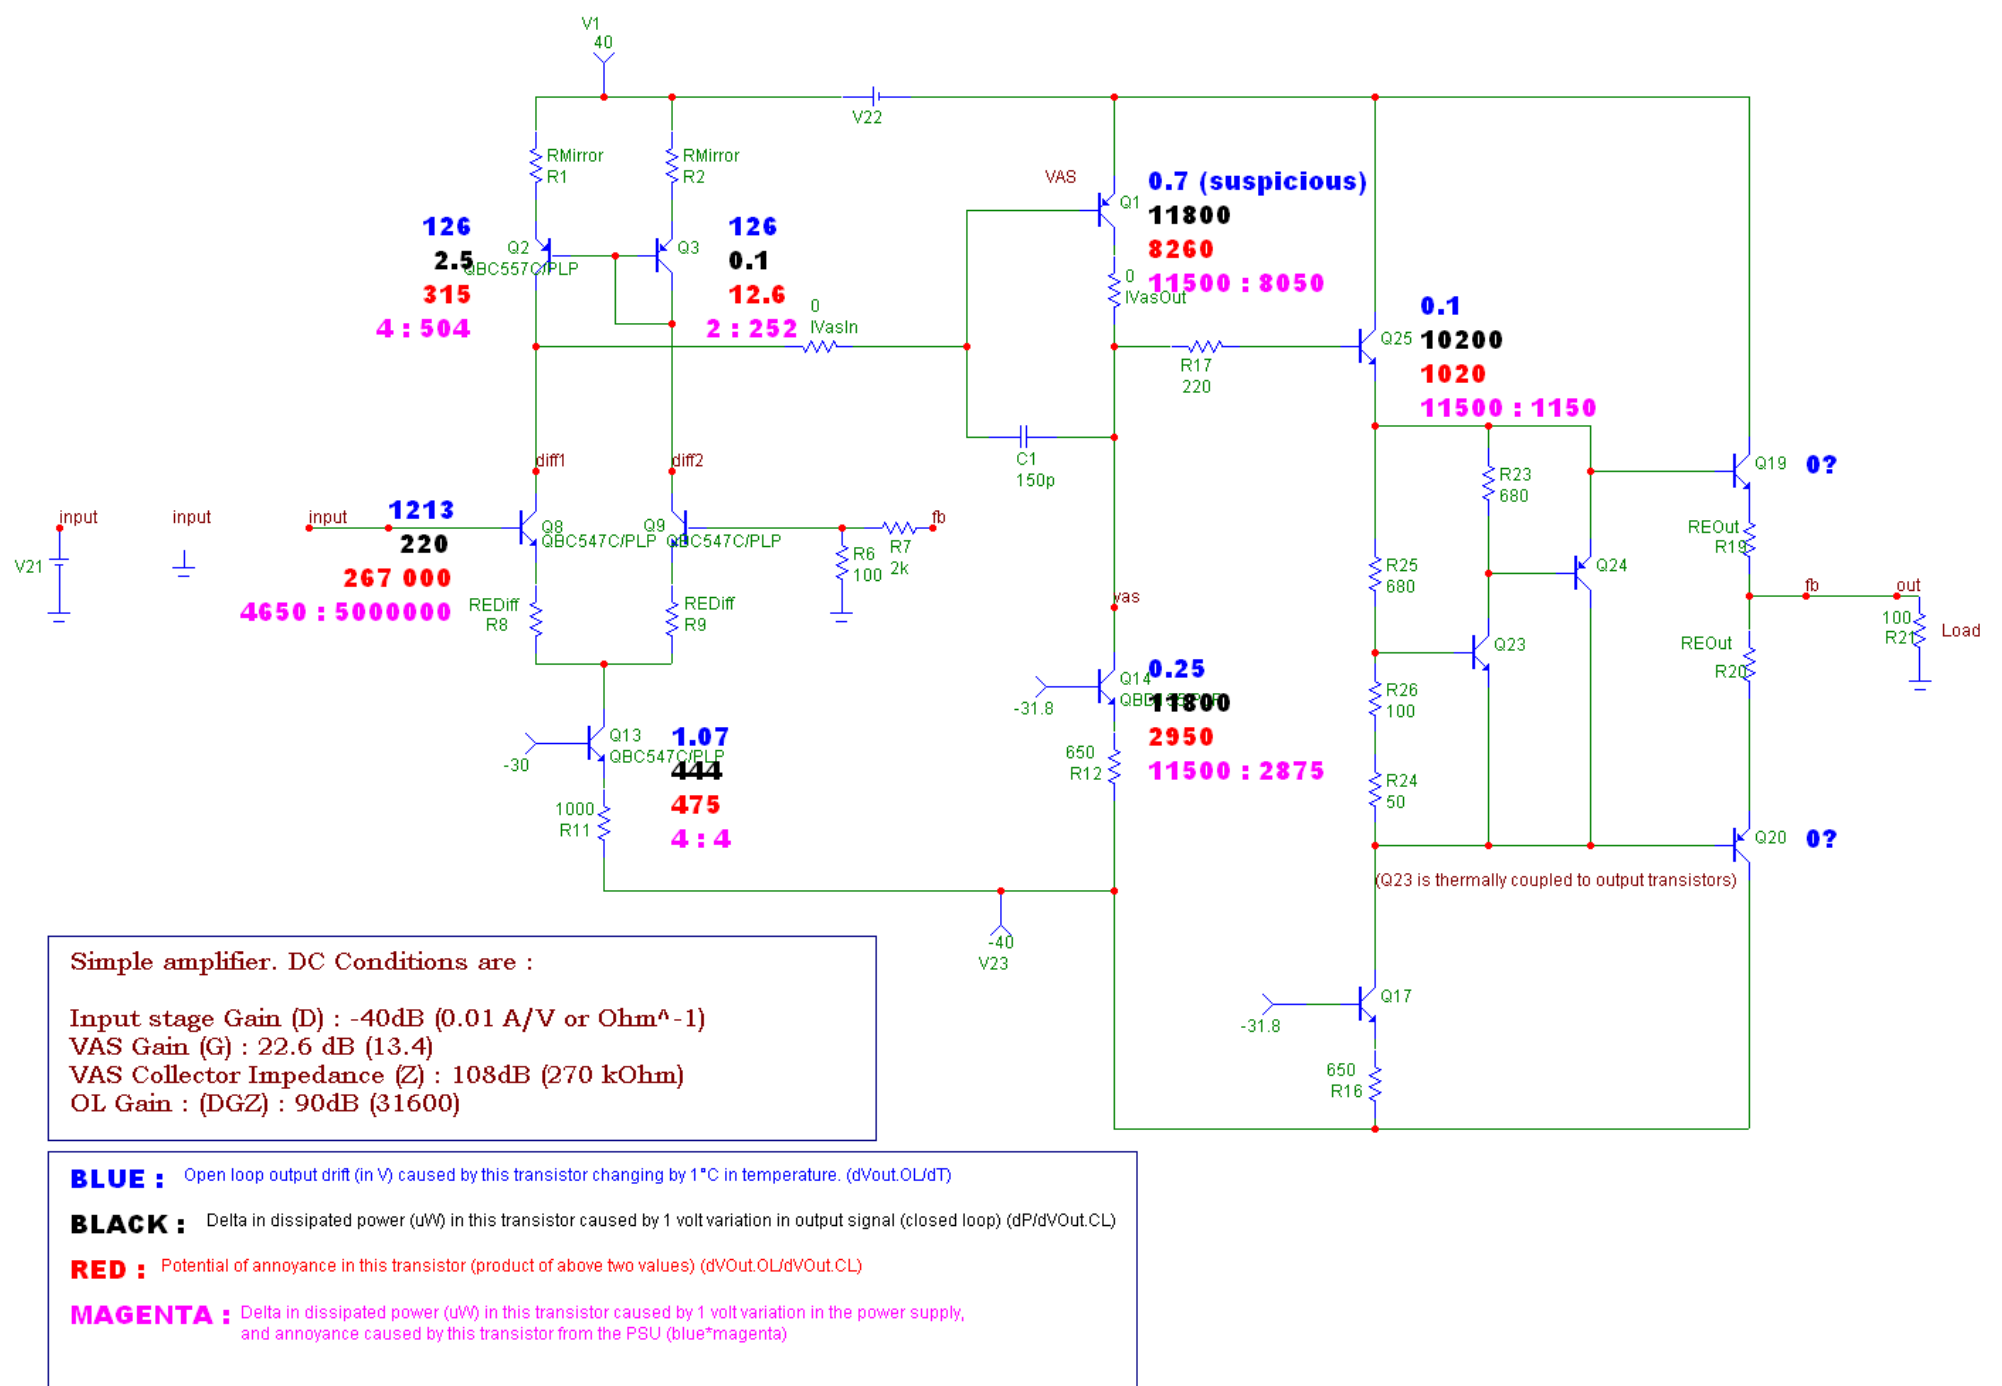 V1
40
V22
RMirror
R1
RMirror
R2
VAS
0.7 (suspicious)
Q1
11800
8260
11500 : 8050
126
Q2
2.5
QBC557C/PLP
315
4 : 504
126
Q3
0.1
12.6
2 : 252
0
IVasIn
0
IVasOut
0.1
Q25
10200
1020
11500 : 1150
R17
220
C1
150p
diff1
diff2
R23
680
Q19
0?
REOut
R19
input
V21
input
input
1213
220
267 000
4650 : 5000000
Q8
QBC547C/PLP
Q9
QBC547C/PLP
R6
100
R7
2k
fb
REDiff
R8
REDiff
R9
vas
R25
680
Q24
Q23
fb
out
100
R21
Load
REOut
R20
-31.8
Q14
0.25
11800
2950
11500 : 2875
650
R12
R26
100
R24
50
-30
Q13
QBC547C/PLP
1.07
444
475
4 : 4
1000
R11
Q20
0?
(Q23 is thermally coupled to output transistors)
-40
V23
-31.8
Q17
650
R16
Simple amplifier. DC Conditions are :
Input stage Gain (D) : -40dB (0.01 A/V or Ohm^-1)
VAS Gain (G) : 22.6 dB (13.4)
VAS Collector Impedance (Z) : 108dB (270 kOhm)
OL Gain : (DGZ) : 90dB (31600)
BLUE : Open loop output drift (in V) caused by this transistor changing by 1°C in temperature. (dVout.OL/dT)
BLACK : Delta in dissipated power (uW) in this transistor caused by 1 volt variation in output signal (closed loop) (dP/dVOut.CL)
RED : Potential of annoyance in this transistor (product of above two values) (dVOut.OL/dVOut.CL)
MAGENTA : Delta in dissipated power (uW) in this transistor caused by 1 volt variation in the power supply,
and annoyance caused by this transistor from the PSU (blue*magenta)